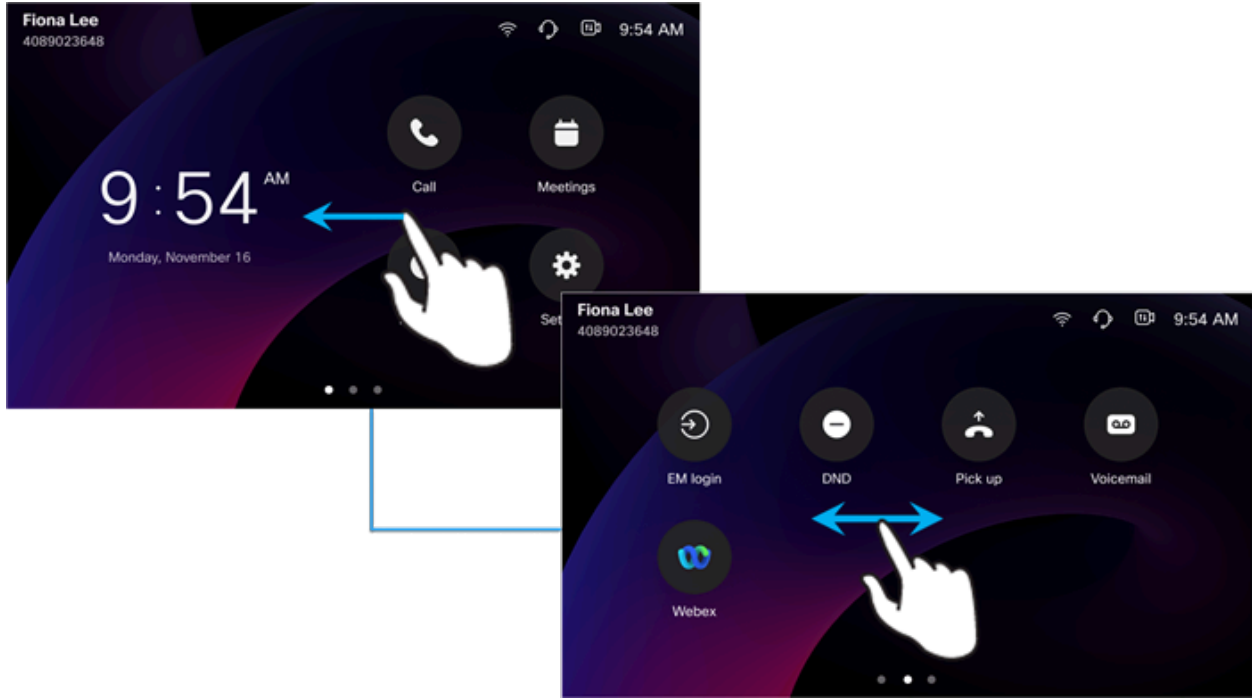 Fiona Lee
4089023648
9:54 AM
Call
Meetings
9:54 AM
Monday, November 16
Fiona Lee
4089023648
9:54 AM
EM login
DND
Pick up
Voicemail
Webex